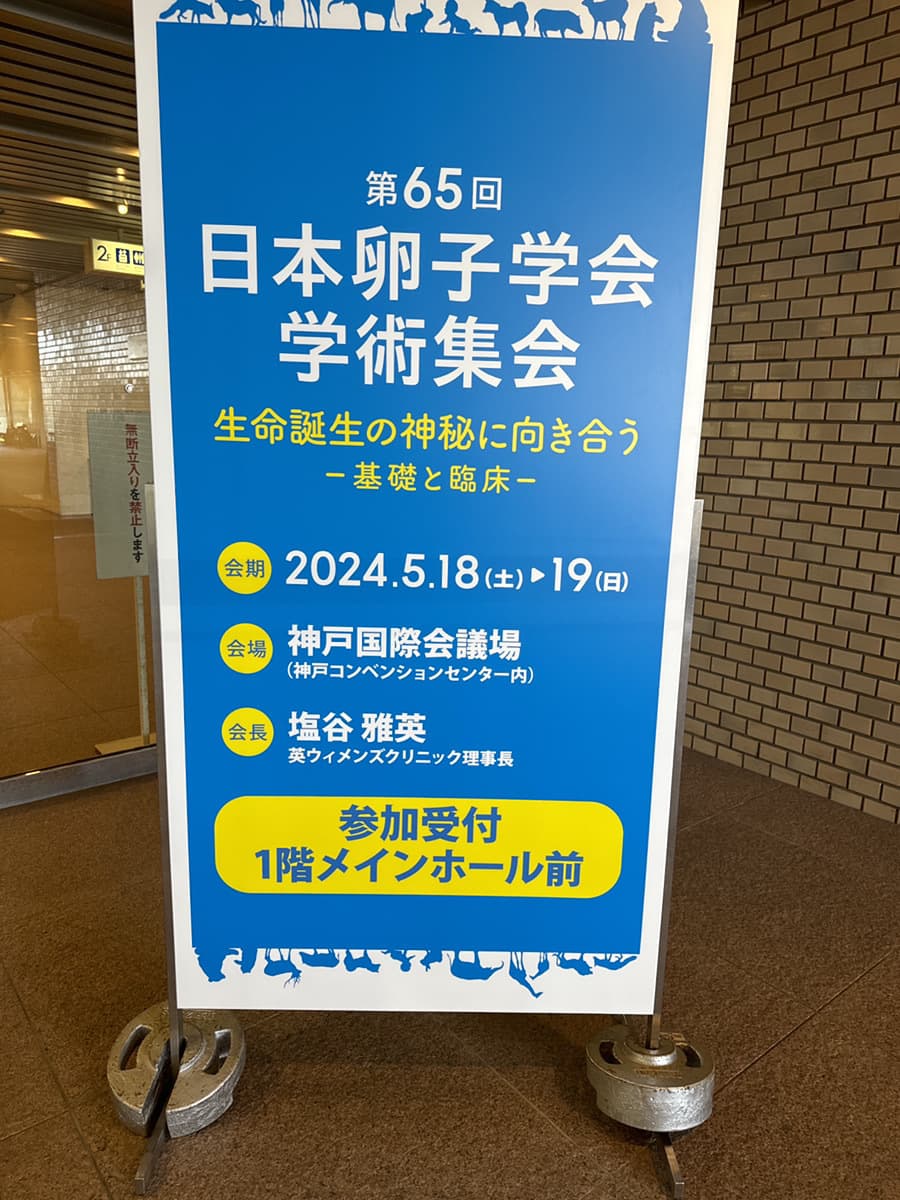 第65回
日本卵子学会
学術集会
生命誕生の神秘に向き合う
－基礎と臨床－
会期 2024.5.18(土)▶19(日)
会場 神戸国際会議場
(神戸コンベンションセンター内)
会長 塩谷 雅英
英ウィメンズクリニック理事長
参加受付
1階メインホール前
2F
無断立入りを禁止します